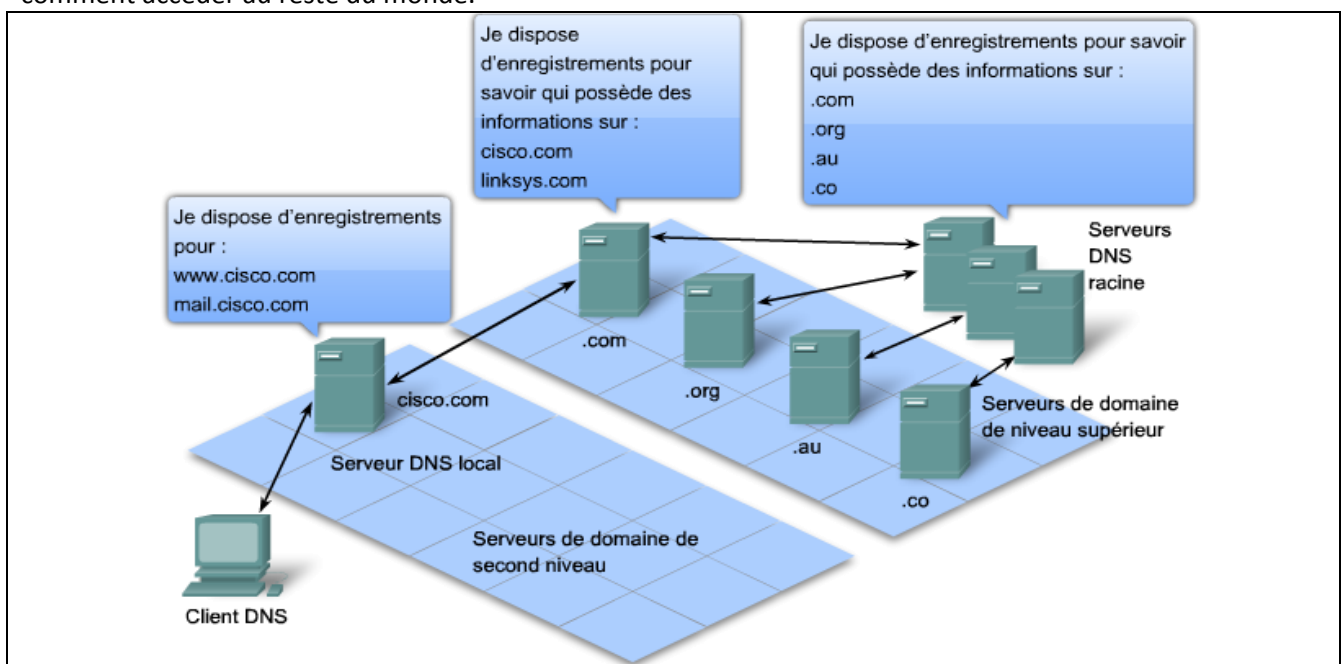 comment accéder au reste du monde.
Je dispose
d'enregistrements pour
savoir qui possède des
informations sur :
cisco.com
linksys.com
Je dispose d'enregistrements pour savoir
qui possède des informations sur :
.com
.org
.au
.co
Je dispose d'enregistrements
pour :
www.cisco.com
mail.cisco.com
Serveurs
DNS
racine
.com
.org
.au
.co
Serveurs de domaine
de niveau supérieur
cisco.com
Serveur DNS local
Serveurs de domaine de
second niveau
Client DNS